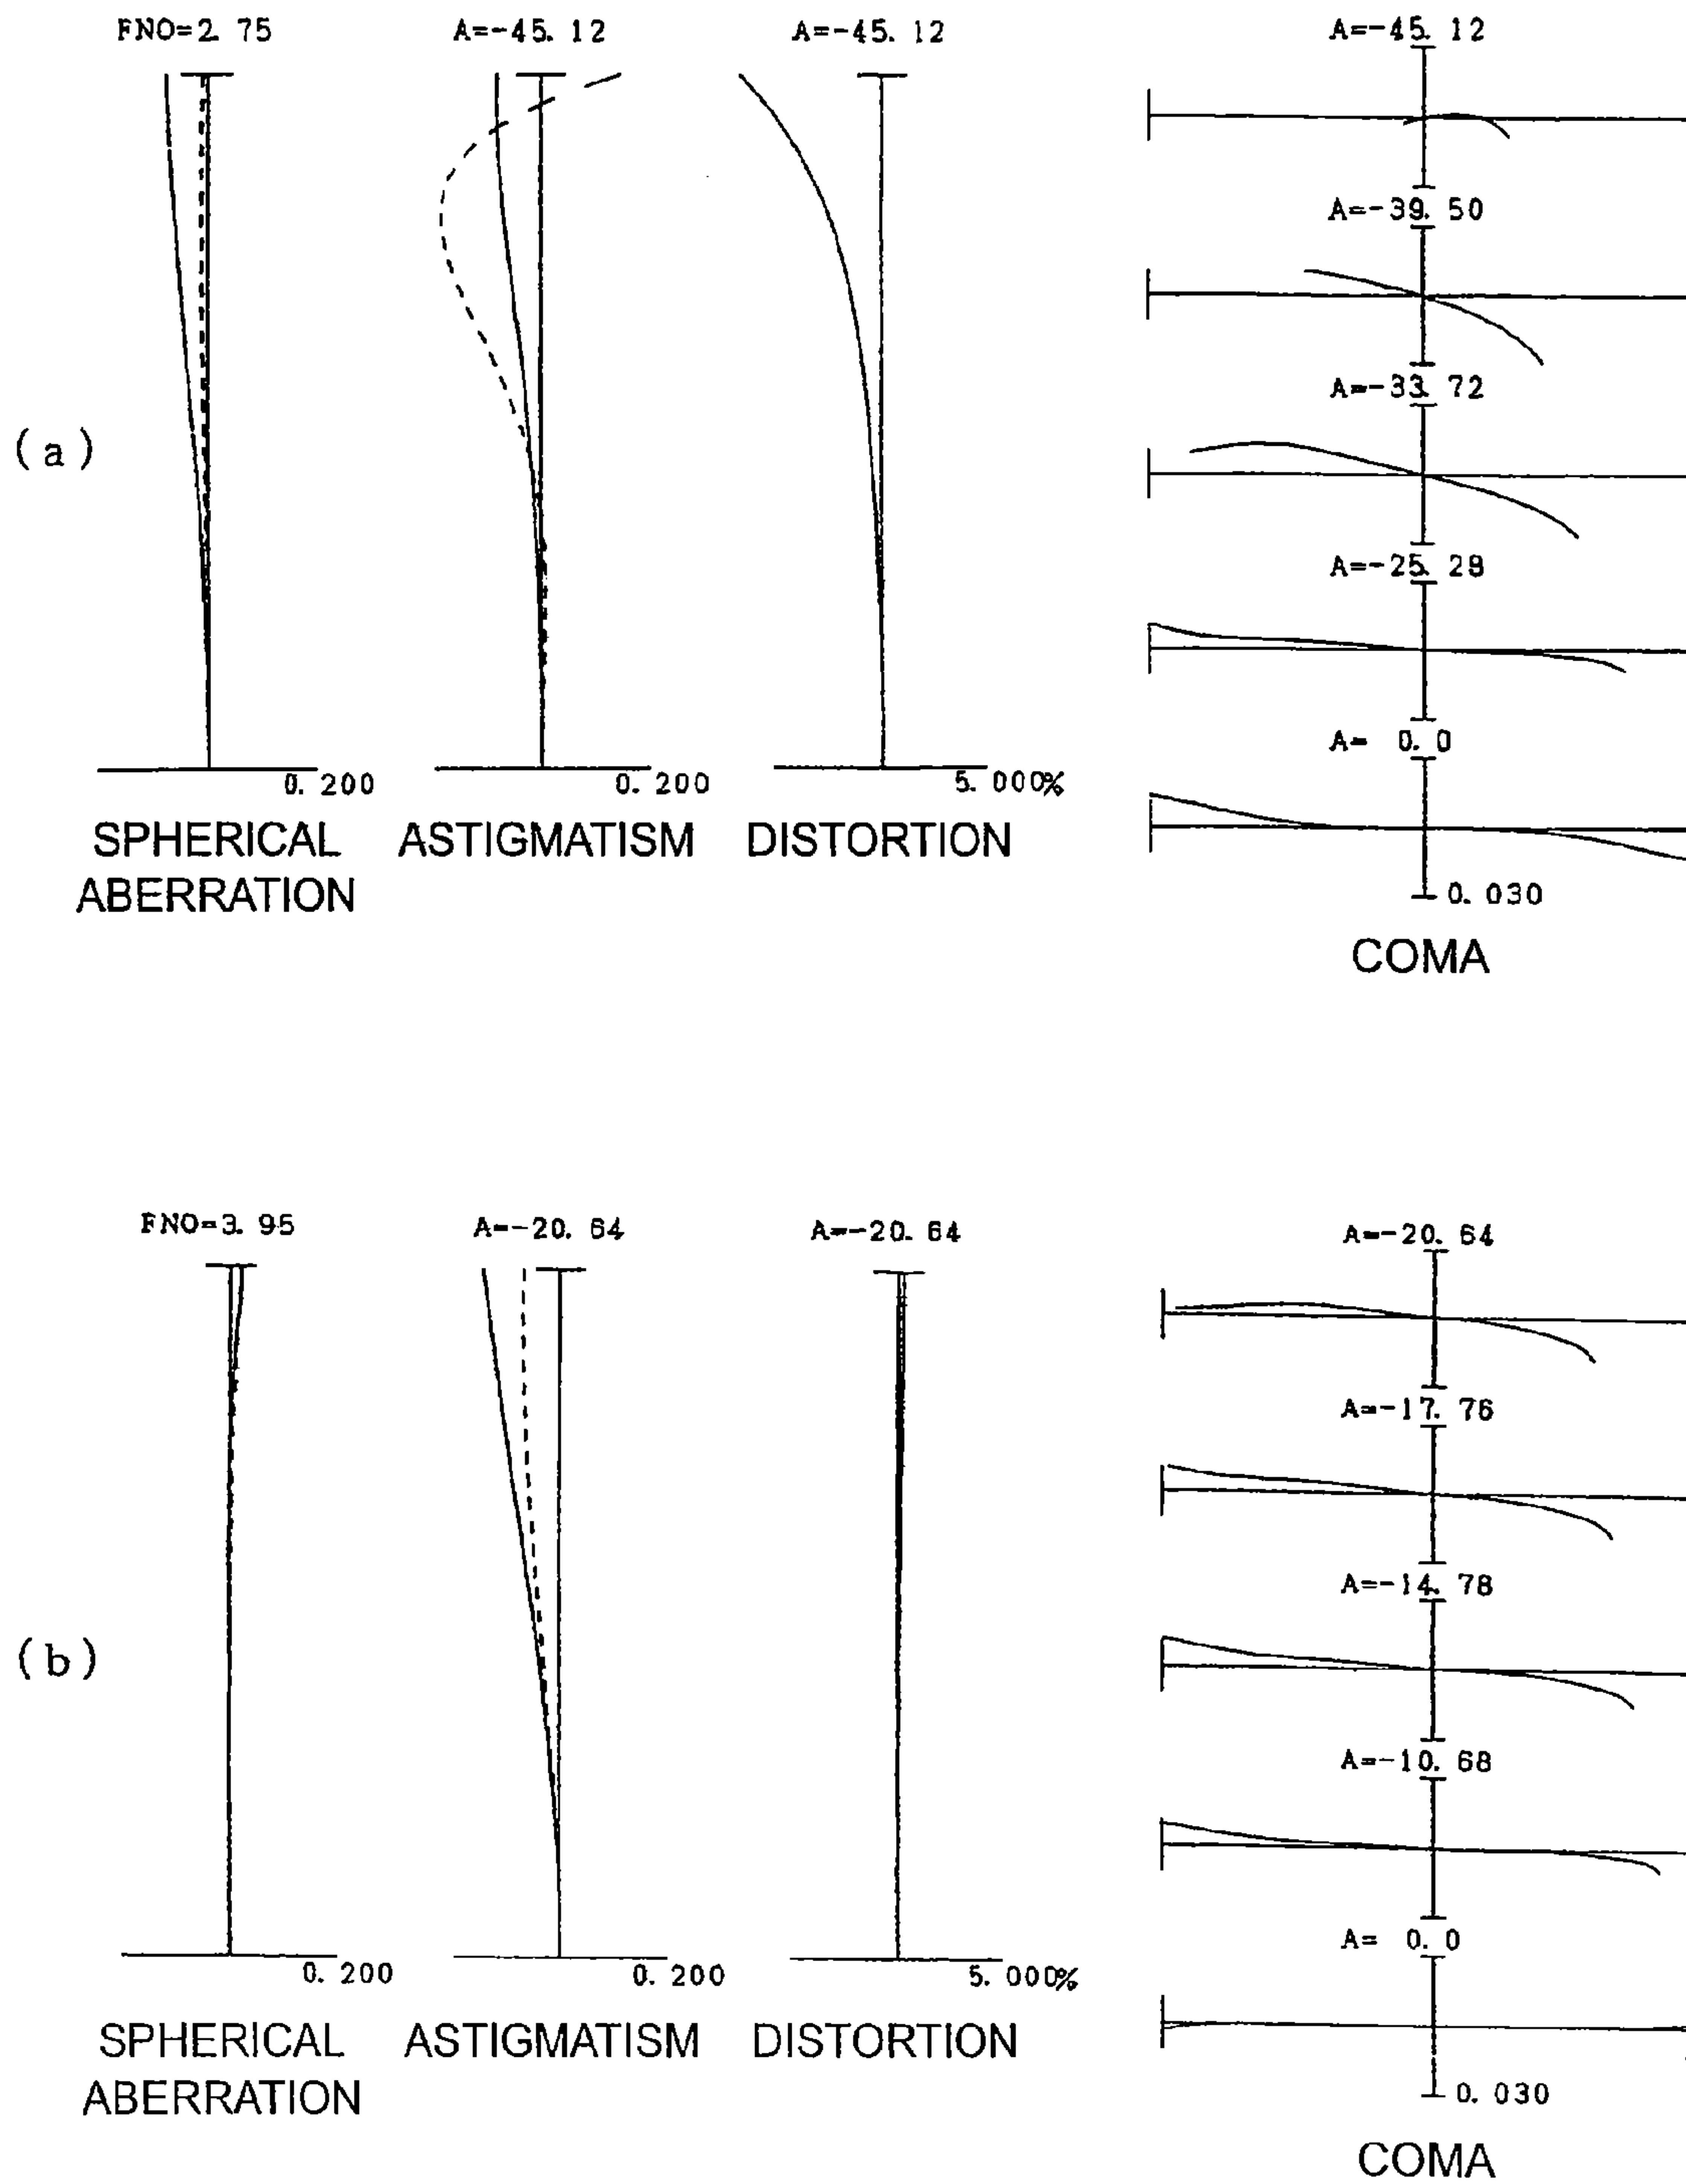 FNO=2. 75
A=-45. 12
A=-45. 12
A=-45. 12
A=-39. 50
A=-33. 72
A=-25. 29
A= 0. 0
(a)
0. 200
0. 200
5. 000%
0. 030
SPHERICAL
ABERRATION
ASTIGMATISM
DISTORTION
COMA
FNO=3. 95
A=-20. 64
A=-20. 64
A=-20. 64
A=-17. 76
A=-14. 78
A=-10. 68
A= 0. 0
(b)
0. 200
0. 200
5. 000%
0. 030
SPHERICAL
ABERRATION
ASTIGMATISM
DISTORTION
COMA